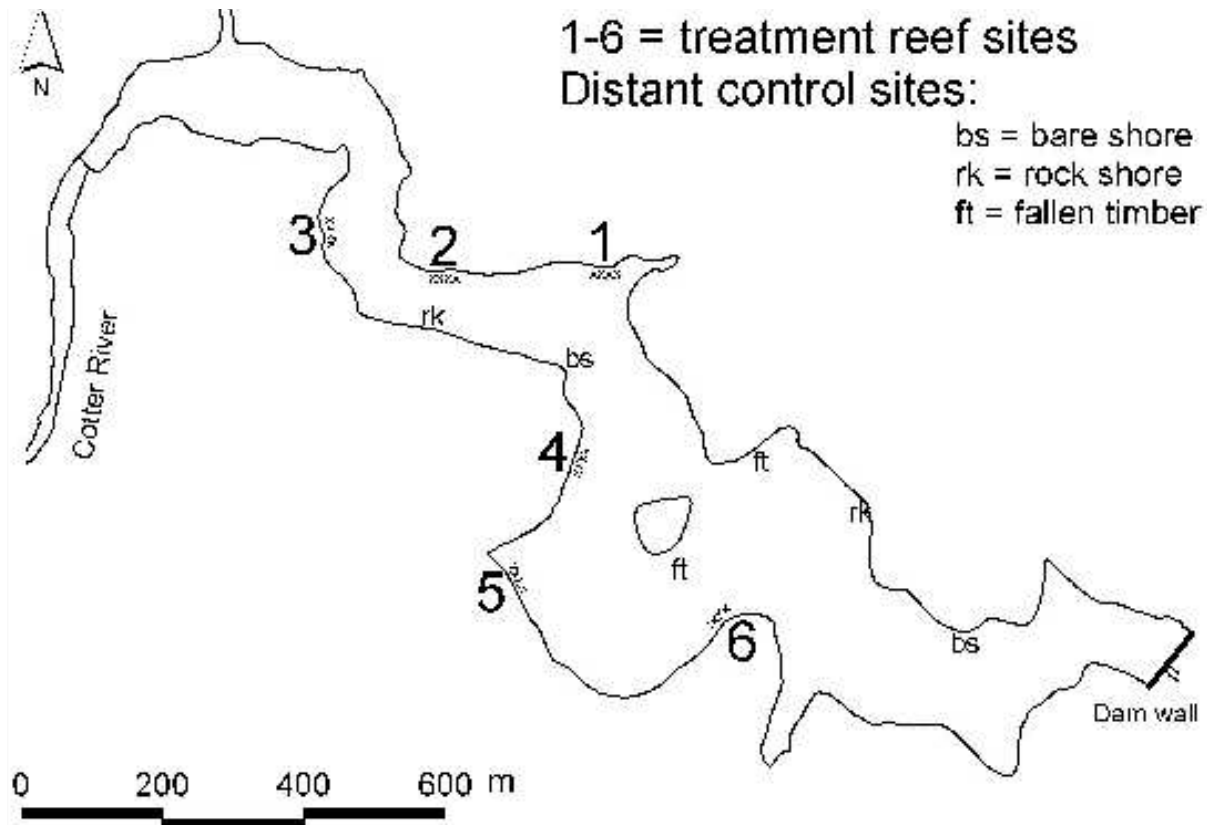 1-6 = treatment reef sites
Distant control sites:
bs = bare shore
rk = rock shore
ft = fallen timber
N
3
2
1
rk
bs
Cotter River
4
ft
rk
5
ft
6
bs
Dam wall
0 200 400 600 m